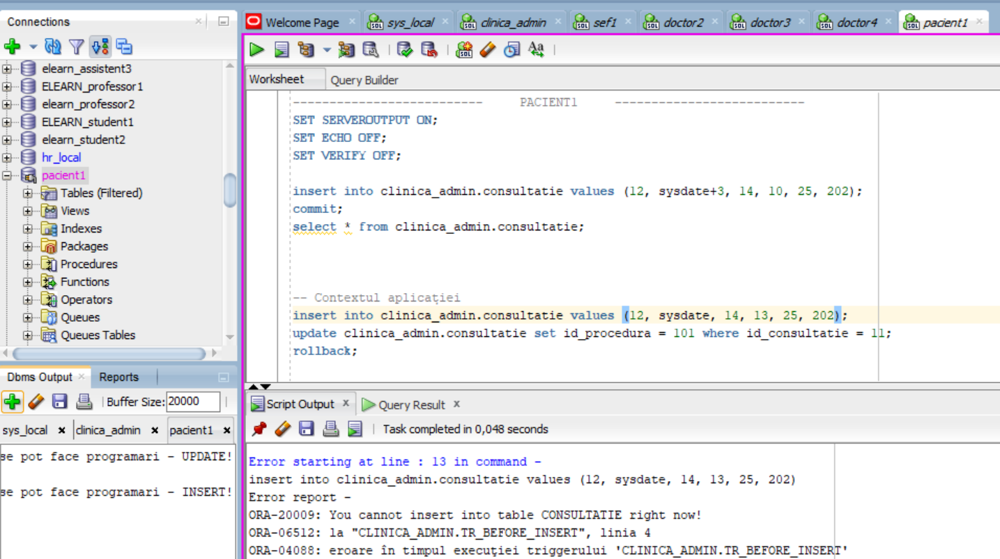 Connections
elearn_assistent3
ELEARN_professor1
elearn_professor2
ELEARN_student1
elearn_student2
hr_local
pacient1
Tables (Filtered)
Views
Indexes
Packages
Procedures
Functions
Operators
Queues
Queues Tables
Dbms Output
Reports
Buffer Size: 20000
sys_local
clinica_admin
pacient1
se pot face programari - UPDATE!
se pot face programari - INSERT!
Welcome Page
sys_local
clinica_admin
sef1
doctor2
doctor3
doctor4
pacient1
Worksheet
Query Builder
-------------------------- PACIENT1 --------------------------
SET SERVEROUTPUT ON;
SET ECHO OFF;
SET VERIFY OFF;
insert into clinica_admin.consultatie values (12, sysdate+3, 14, 10, 25, 202);
commit;
select * from clinica_admin.consultatie;
-- Contextul aplicației
insert into clinica_admin.consultatie values (12, sysdate, 14, 13, 25, 202);
update clinica_admin.consultatie set id_procedura = 101 where id_consultatie = 11;
rollback;
Script Output
Query Result
Task completed in 0,048 seconds
Error starting at line : 13 in command -
insert into clinica_admin.consultatie values (12, sysdate, 14, 13, 25, 202)
Error report -
ORA-20009: You cannot insert into table CONSULTATIE right now!
ORA-06512: la "CLINICA_ADMIN.TR_BEFORE_INSERT", linia 4
ORA-04088: eroare în timpul execuției triggerului 'CLINICA_ADMIN.TR_BEFORE_INSERT'